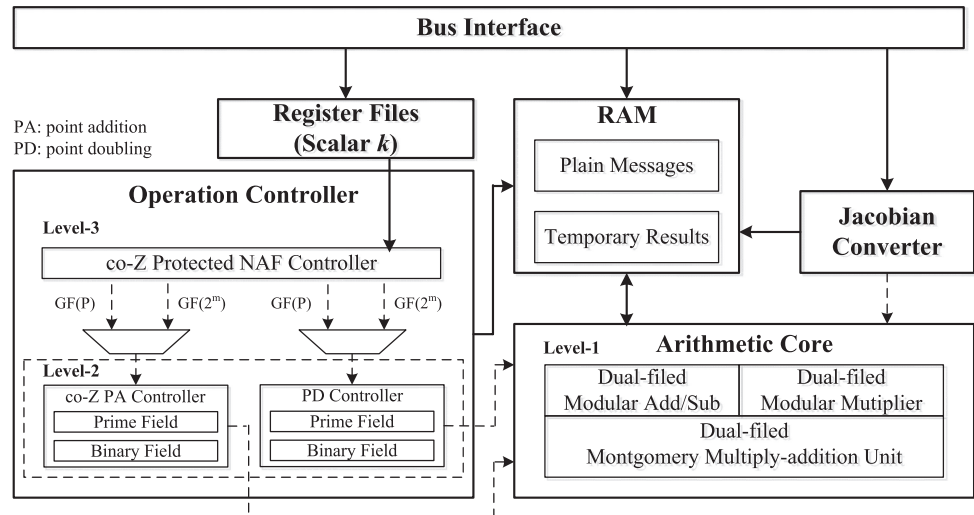 Bus Interface
PA: point addition
PD: point doubling
Register Files
(Scalar k)
RAM
Plain Messages
Temporary Results
Jacobian
Converter
Operation Controller
Level-3
co-Z Protected NAF Controller
GF(P)
GF(2^m)
GF(P)
GF(2^m)
Level-2
co-Z PA Controller
Prime Field
Binary Field
PD Controller
Prime Field
Binary Field
Level-1
Arithmetic Core
Dual-filed
Modular Add/Sub
Dual-filed
Modular Mutiplier
Dual-filed
Montgomery Multiply-addition Unit